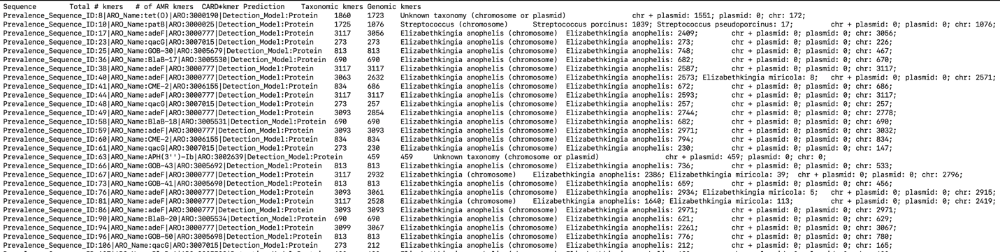 Sequence Total # kmers # of AMR kmers CARD*kmer Prediction Taxonomic kmers Genomic kmers
Prevalence_Sequence_ID:8|ARO_Name:tet(O)|ARO:3000190|Detection_Model:Protein 1860 1723 Unknown taxonomy (chromosome or plasmid) chr + plasmid: 1551; plasmid: 0; chr: 172;
Prevalence_Sequence_ID:10|ARO_Name:patB|ARO:3000025|Detection_Model:Protein 1725 1076 Streptococcus (chromosome) Streptococcus porcinus: 1039; Streptococcus pseudoporcinus: 17; chr + plasmid: 0; plasmid: 0; chr: 1076;
Prevalence_Sequence_ID:17|ARO_Name:adeF|ARO:3000777|Detection_Model:Protein 3117 3056 Elizabethkingia anophelis (chromosome) Elizabethkingia anophelis: 2409; chr + plasmid: 0; plasmid: 0; chr: 3056;
Prevalence_Sequence_ID:23|ARO_Name:qacG|ARO:3007015|Detection_Model:Protein 273 273 Elizabethkingia anophelis (chromosome) Elizabethkingia anophelis: 273; chr + plasmid: 0; plasmid: 0; chr: 226;
Prevalence_Sequence_ID:25|ARO_Name:GOB-30|ARO:3005679|Detection_Model:Protein 813 813 Elizabethkingia anophelis (chromosome) Elizabethkingia anophelis: 748; chr + plasmid: 0; plasmid: 0; chr: 467;
Prevalence_Sequence_ID:36|ARO_Name:BlaB-17|ARO:3005530|Detection_Model:Protein 690 690 Elizabethkingia anophelis (chromosome) Elizabethkingia anophelis: 682; chr + plasmid: 0; plasmid: 0; chr: 670;
Prevalence_Sequence_ID:38|ARO_Name:adeF|ARO:3000777|Detection_Model:Protein 3117 3117 Elizabethkingia anophelis (chromosome) Elizabethkingia anophelis: 2587; chr + plasmid: 0; plasmid: 0; chr: 3117;
Prevalence_Sequence_ID:40|ARO_Name:adeF|ARO:3000777|Detection_Model:Protein 3063 2632 Elizabethkingia anophelis (chromosome) Elizabethkingia anophelis: 2573; Elizabethkingia miricola: 8; chr + plasmid: 0; plasmid: 0; chr: 2571;
Prevalence_Sequence_ID:41|ARO_Name:CME-2|ARO:3006155|Detection_Model:Protein 834 686 Elizabethkingia anophelis (chromosome) Elizabethkingia anophelis: 672; chr + plasmid: 0; plasmid: 0; chr: 686;
Prevalence_Sequence_ID:44|ARO_Name:adeF|ARO:3000777|Detection_Model:Protein 3117 3117 Elizabethkingia anophelis (chromosome) Elizabethkingia anophelis: 2593; chr + plasmid: 0; plasmid: 0; chr: 3117;
Prevalence_Sequence_ID:48|ARO_Name:qacG|ARO:3007015|Detection_Model:Protein 273 257 Elizabethkingia anophelis (chromosome) Elizabethkingia anophelis: 257; chr + plasmid: 0; plasmid: 0; chr: 257;
Prevalence_Sequence_ID:49|ARO_Name:adeF|ARO:3000777|Detection_Model:Protein 3093 2854 Elizabethkingia anophelis (chromosome) Elizabethkingia anophelis: 2744; chr + plasmid: 0; plasmid: 0; chr: 2778;
Prevalence_Sequence_ID:58|ARO_Name:BlaB-18|ARO:3005531|Detection_Model:Protein 690 690 Elizabethkingia anophelis (chromosome) Elizabethkingia anophelis: 682; chr + plasmid: 0; plasmid: 0; chr: 690;
Prevalence_Sequence_ID:59|ARO_Name:adeF|ARO:3000777|Detection_Model:Protein 3093 3093 Elizabethkingia anophelis (chromosome) Elizabethkingia anophelis: 2971; chr + plasmid: 0; plasmid: 0; chr: 3032;
Prevalence_Sequence_ID:60|ARO_Name:CME-2|ARO:3006155|Detection_Model:Protein 834 834 Elizabethkingia anophelis (chromosome) Elizabethkingia anophelis: 794; chr + plasmid: 0; plasmid: 0; chr: 834;
Prevalence_Sequence_ID:61|ARO_Name:qacG|ARO:3007015|Detection_Model:Protein 273 230 Elizabethkingia anophelis (chromosome) Elizabethkingia anophelis: 230; chr + plasmid: 0; plasmid: 0; chr: 147;
Prevalence_Sequence_ID:63|ARO_Name:APH(3'')-Ib|ARO:3002639|Detection_Model:Protein 459 459 Unknown taxonomy (chromosome or plasmid) chr + plasmid: 459; plasmid: 0; chr: 0;
Prevalence_Sequence_ID:66|ARO_Name:GOB-43|ARO:3005692|Detection_Model:Protein 813 813 Elizabethkingia anophelis (chromosome) Elizabethkingia anophelis: 736; chr + plasmid: 0; plasmid: 0; chr: 533;
Prevalence_Sequence_ID:67|ARO_Name:adeF|ARO:3000777|Detection_Model:Protein 3117 2932 Elizabethkingia (chromosome) Elizabethkingia anophelis: 2386; Elizabethkingia miricola: 39; chr + plasmid: 0; plasmid: 0; chr: 2796;
Prevalence_Sequence_ID:73|ARO_Name:GOB-41|ARO:3005690|Detection_Model:Protein 813 813 Elizabethkingia anophelis (chromosome) Elizabethkingia anophelis: 659; chr + plasmid: 0; plasmid: 0; chr: 456;
Prevalence_Sequence_ID:76|ARO_Name:adeF|ARO:3000777|Detection_Model:Protein 3093 3061 Elizabethkingia anophelis (chromosome) Elizabethkingia anophelis: 2934; Elizabethkingia miricola: 5; chr + plasmid: 0; plasmid: 0; chr: 2915;
Prevalence_Sequence_ID:81|ARO_Name:adeF|ARO:3000777|Detection_Model:Protein 3117 2528 Elizabethkingia (chromosome) Elizabethkingia anophelis: 1640; Elizabethkingia miricola: 113; chr + plasmid: 0; plasmid: 0; chr: 2419;
Prevalence_Sequence_ID:86|ARO_Name:adeF|ARO:3000777|Detection_Model:Protein 3093 3093 Elizabethkingia anophelis (chromosome) Elizabethkingia anophelis: 2971; chr + plasmid: 0; plasmid: 0; chr: 2971;
Prevalence_Sequence_ID:90|ARO_Name:BlaB-20|ARO:3005534|Detection_Model:Protein 690 690 Elizabethkingia anophelis (chromosome) Elizabethkingia anophelis: 621; chr + plasmid: 0; plasmid: 0; chr: 629;
Prevalence_Sequence_ID:94|ARO_Name:adeF|ARO:3000777|Detection_Model:Protein 3099 3067 Elizabethkingia anophelis (chromosome) Elizabethkingia anophelis: 2261; chr + plasmid: 0; plasmid: 0; chr: 3067;
Prevalence_Sequence_ID:96|ARO_Name:GOB-50|ARO:3005698|Detection_Model:Protein 813 813 Elizabethkingia anophelis (chromosome) Elizabethkingia anophelis: 776; chr + plasmid: 0; plasmid: 0; chr: 780;
Prevalence_Sequence_ID:106|ARO_Name:qacG|ARO:3007015|Detection_Model:Protein 273 212 Elizabethkingia anophelis (chromosome) Elizabethkingia anophelis: 212; chr + plasmid: 0; plasmid: 0; chr: 165;